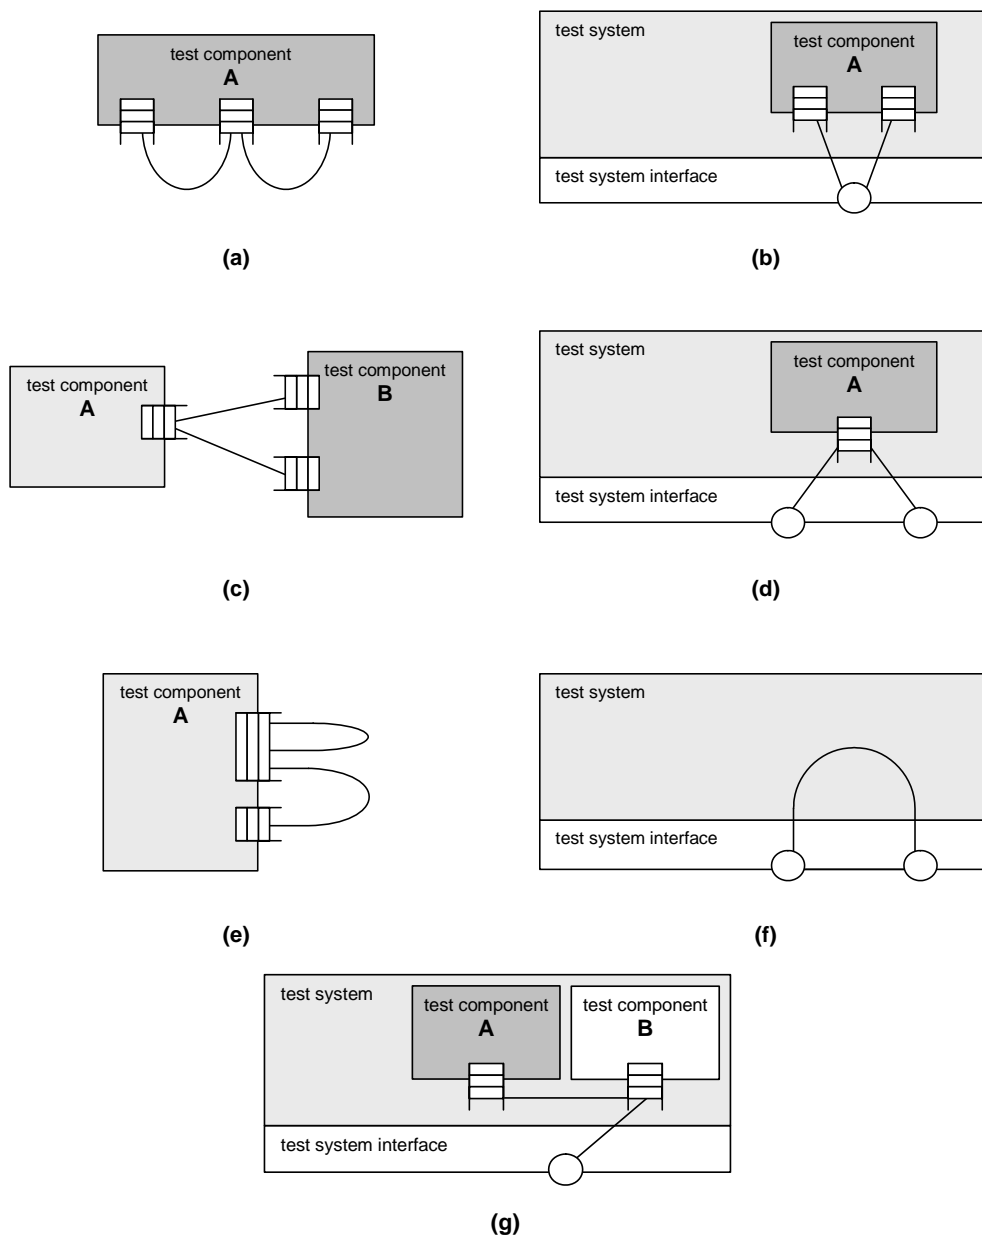 test component
A
(a)
test system
test component
A
test system interface
(b)
test component
A
test component
B
(c)
test system
test component
A
test system interface
(d)
test component
A
(e)
test system
test system interface
(f)
test system
test component
A
test component
B
test system interface
(g)